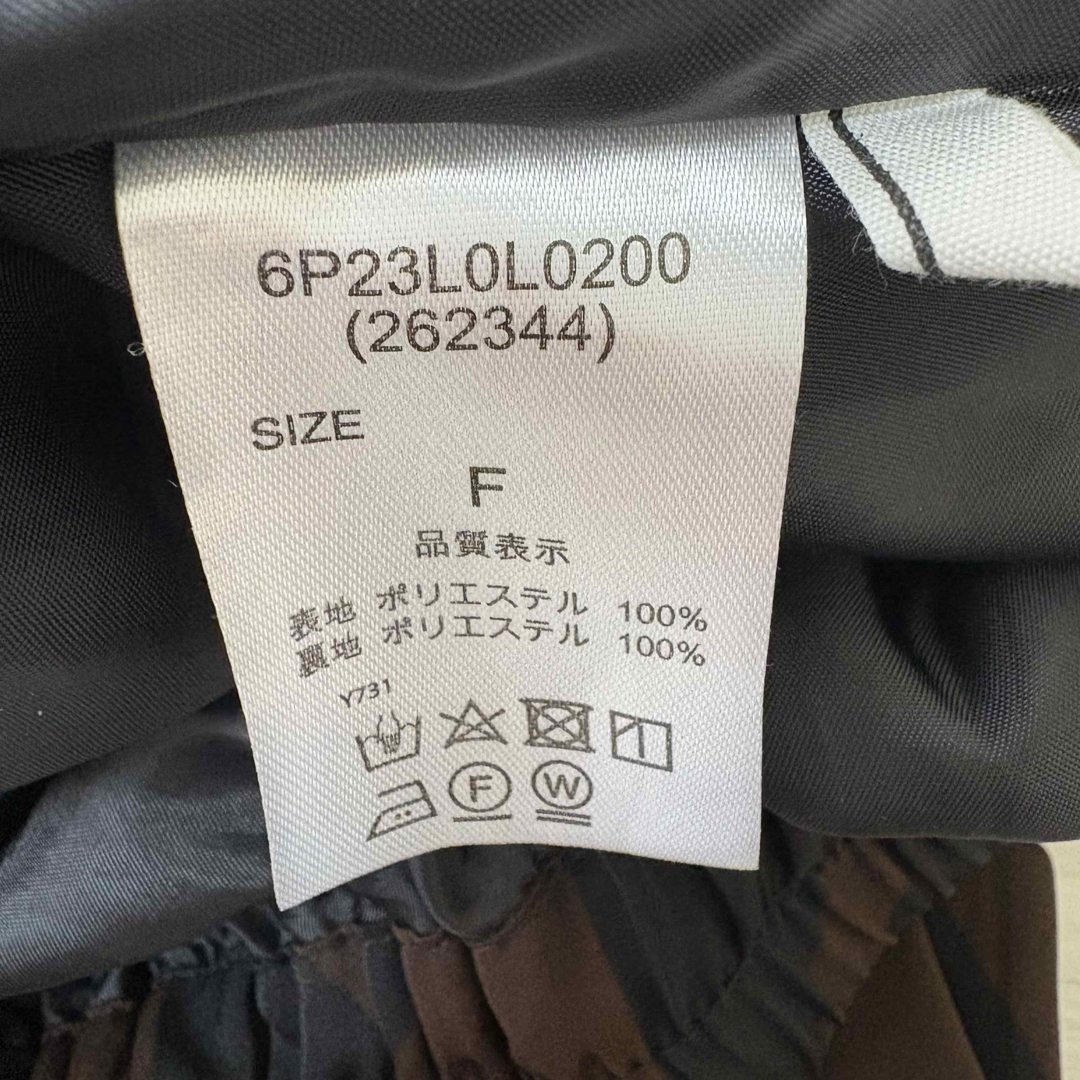 6P23L0L0200
(262344)
SIZE
F
品質表示
表地 ポリエステル 100%
裏地 ポリエステル 100%
Y731
F W